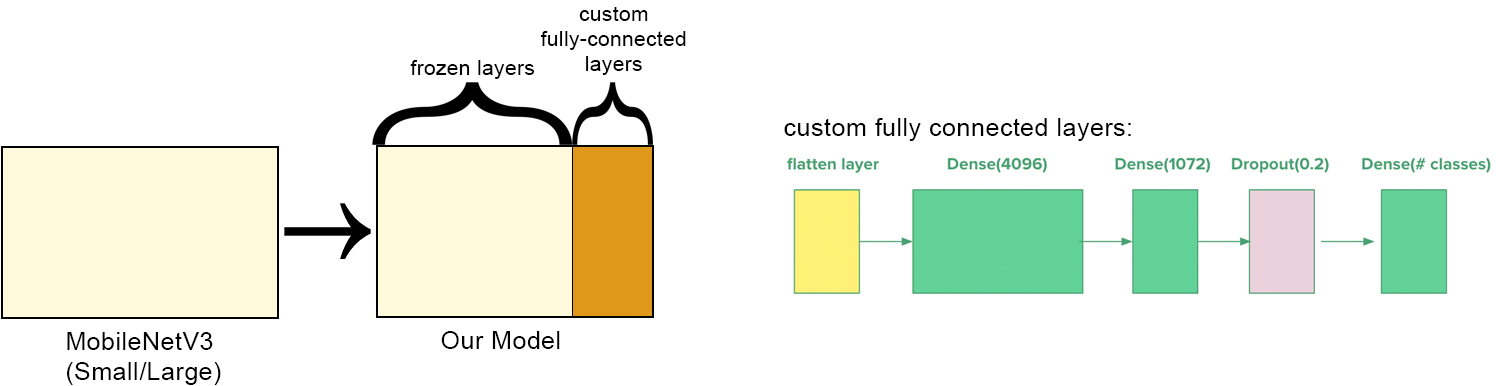 custom
fully-connected
layers
frozen layers
MobileNetV3
(Small/Large)
Our Model
custom fully connected layers:
flatten layer
Dense(4096)
Dense(1072)
Dropout(0.2)
Dense(# classes)